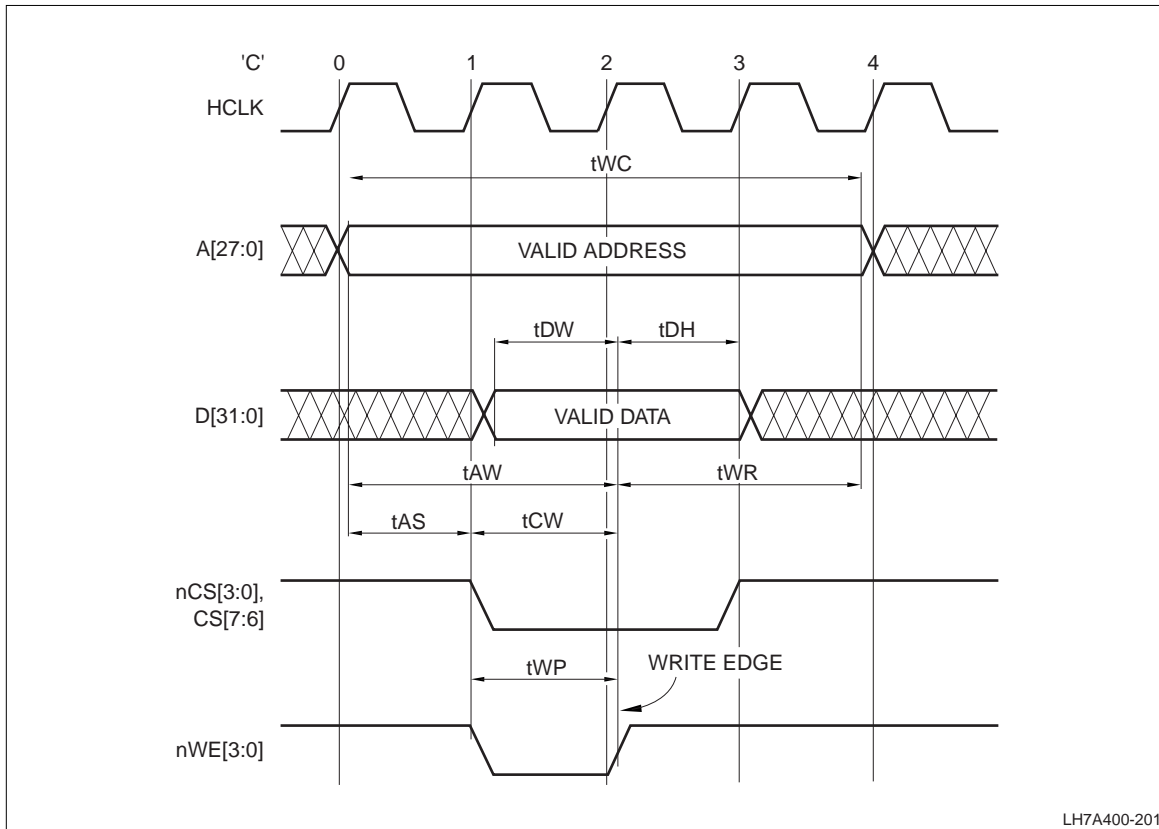 'C' 0 1 2 3 4
HCLK
tWC
A[27:0] VALID ADDRESS
tDW tDH
D[31:0] VALID DATA
tAW tWR
tAS tCW
nCS[3:0],
CS[7:6]
tWP WRITE EDGE
nWE[3:0]
LH7A400-201